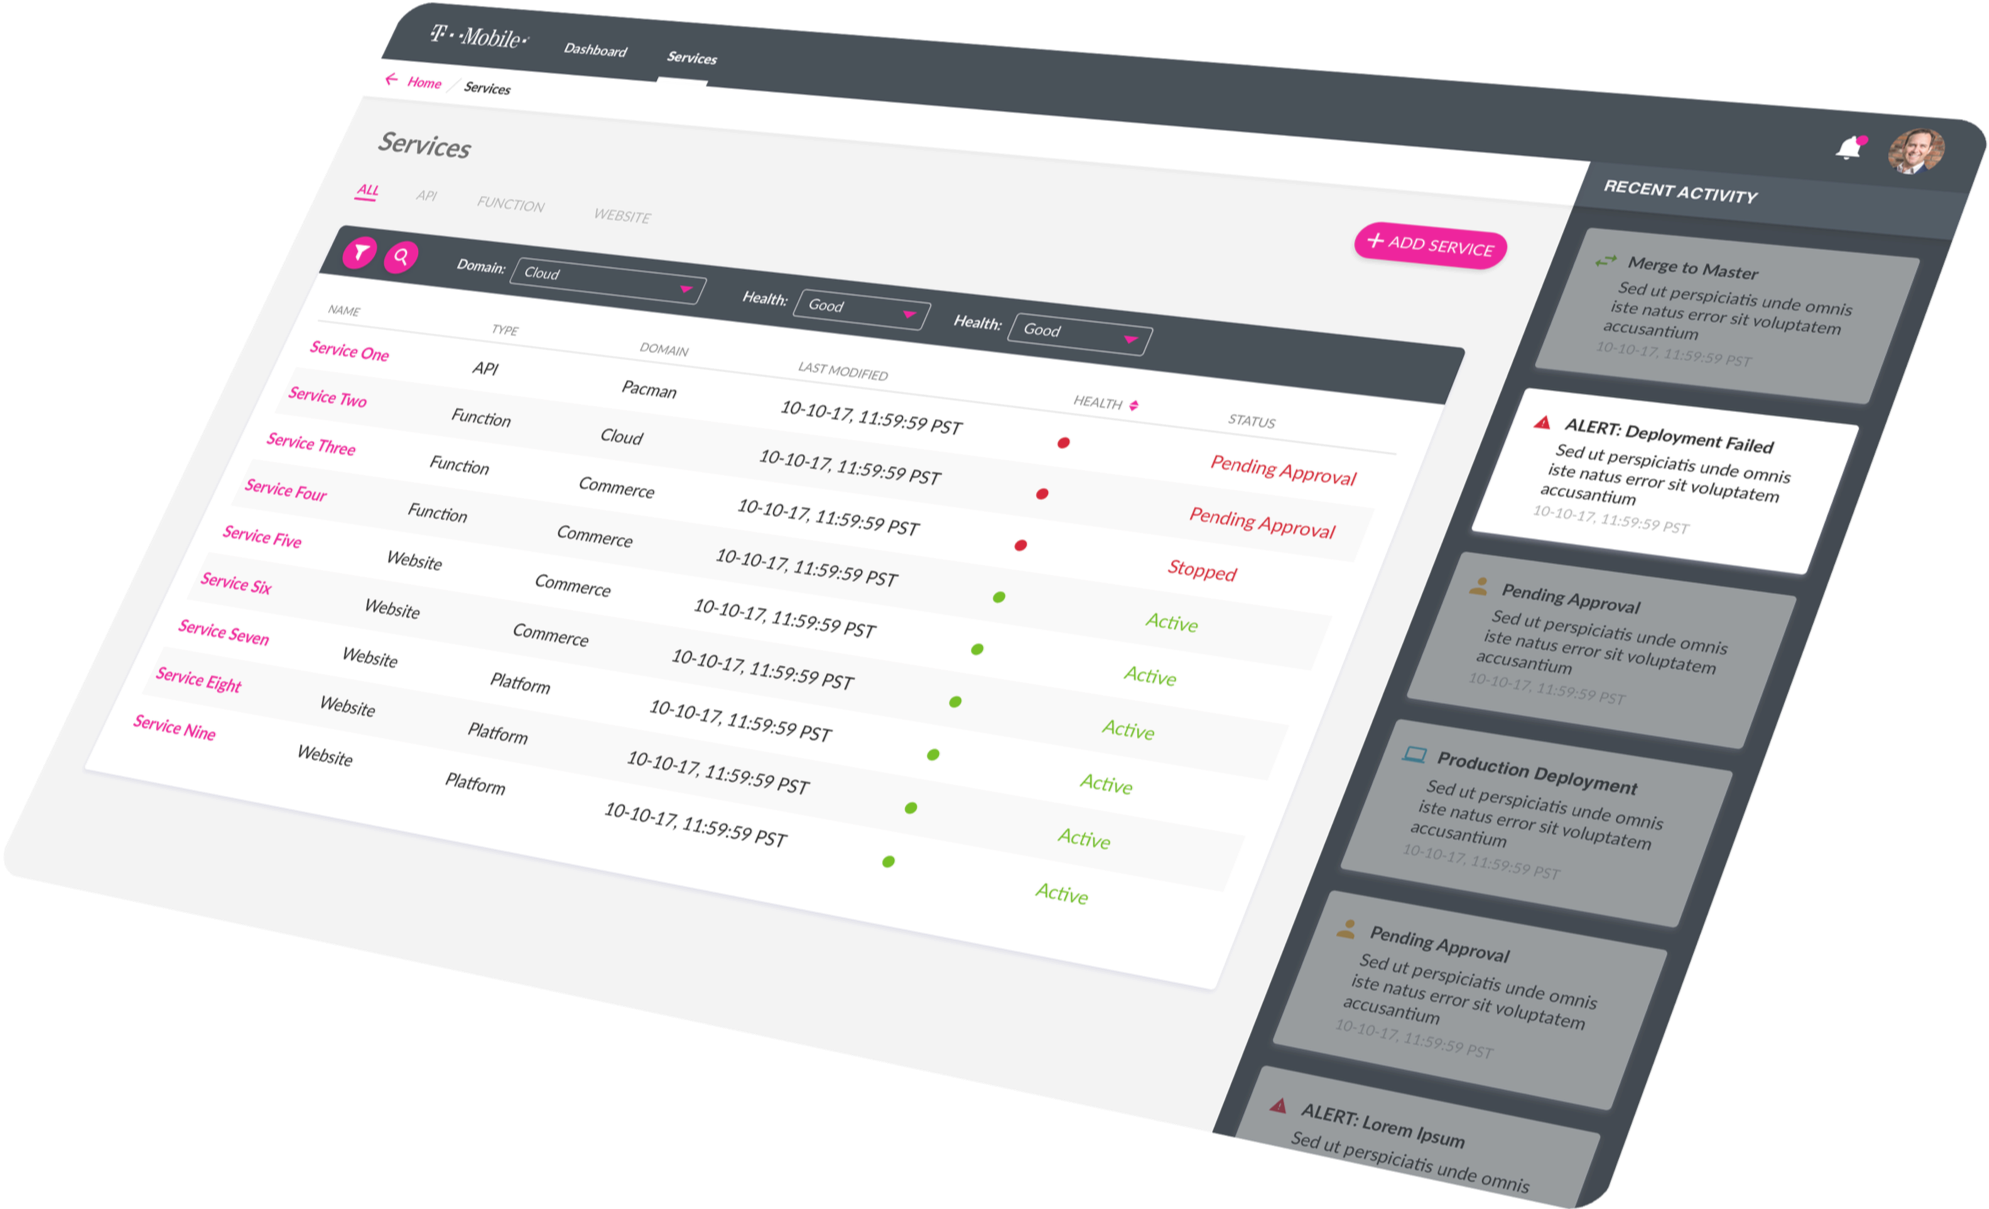 T··Mobile·
Dashboard
Services
Home / Services
Services
ALL
API
FUNCTION
WEBSITE
+ ADD SERVICE
Domain: Cloud
Health: Good
Health: Good
NAME TYPE DOMAIN LAST MODIFIED HEALTH STATUS
Service One API Pacman 10-10-17, 11:59:59 PST Pending Approval
Service Two Function Cloud 10-10-17, 11:59:59 PST Pending Approval
Service Three Function Commerce 10-10-17, 11:59:59 PST Stopped
Service Four Function Commerce 10-10-17, 11:59:59 PST Active
Service Five Website Commerce 10-10-17, 11:59:59 PST Active
Service Six Website Commerce 10-10-17, 11:59:59 PST Active
Service Seven Website Platform 10-10-17, 11:59:59 PST Active
Service Eight Website Platform 10-10-17, 11:59:59 PST Active
Service Nine Website Platform 10-10-17, 11:59:59 PST Active
RECENT ACTIVITY
Merge to Master
Sed ut perspiciatis unde omnis
iste natus error sit voluptatem
accusantium
10-10-17, 11:59:59 PST
ALERT: Deployment Failed
Sed ut perspiciatis unde omnis
iste natus error sit voluptatem
accusantium
10-10-17, 11:59:59 PST
Pending Approval
Sed ut perspiciatis unde omnis
iste natus error sit voluptatem
accusantium
10-10-17, 11:59:59 PST
Production Deployment
Sed ut perspiciatis unde omnis
iste natus error sit voluptatem
accusantium
10-10-17, 11:59:59 PST
Pending Approval
Sed ut perspiciatis unde omnis
iste natus error sit voluptatem
accusantium
10-10-17, 11:59:59 PST
ALERT: Lorem Ipsum
Sed ut perspiciatis unde omnis